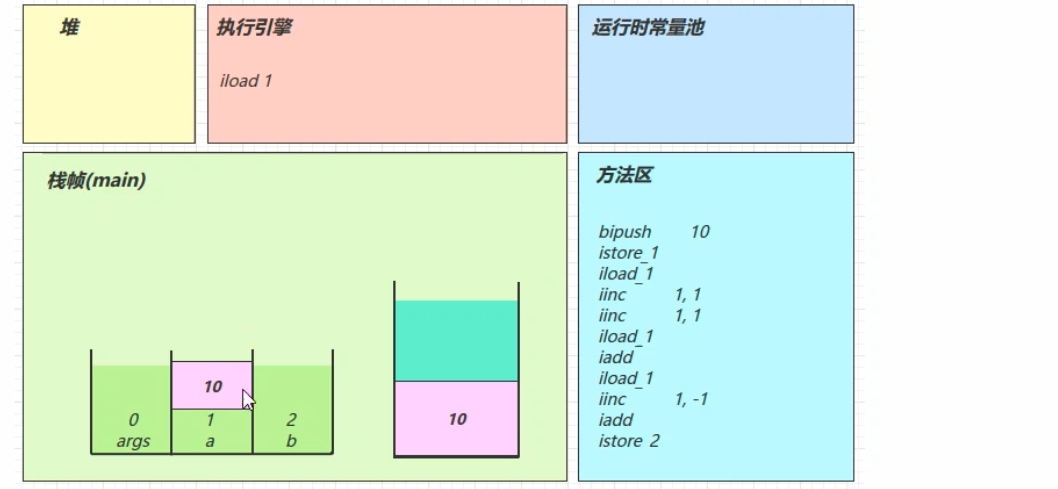 堆
执行引擎
iload 1
运行时常量池
栈帧(main)
10
0
1
2
args
a
b
10
方法区
bipush 10
istore_1
iload_1
iinc 1, 1
iinc 1, 1
iload_1
iadd
iload_1
iinc 1, -1
iadd
istore 2